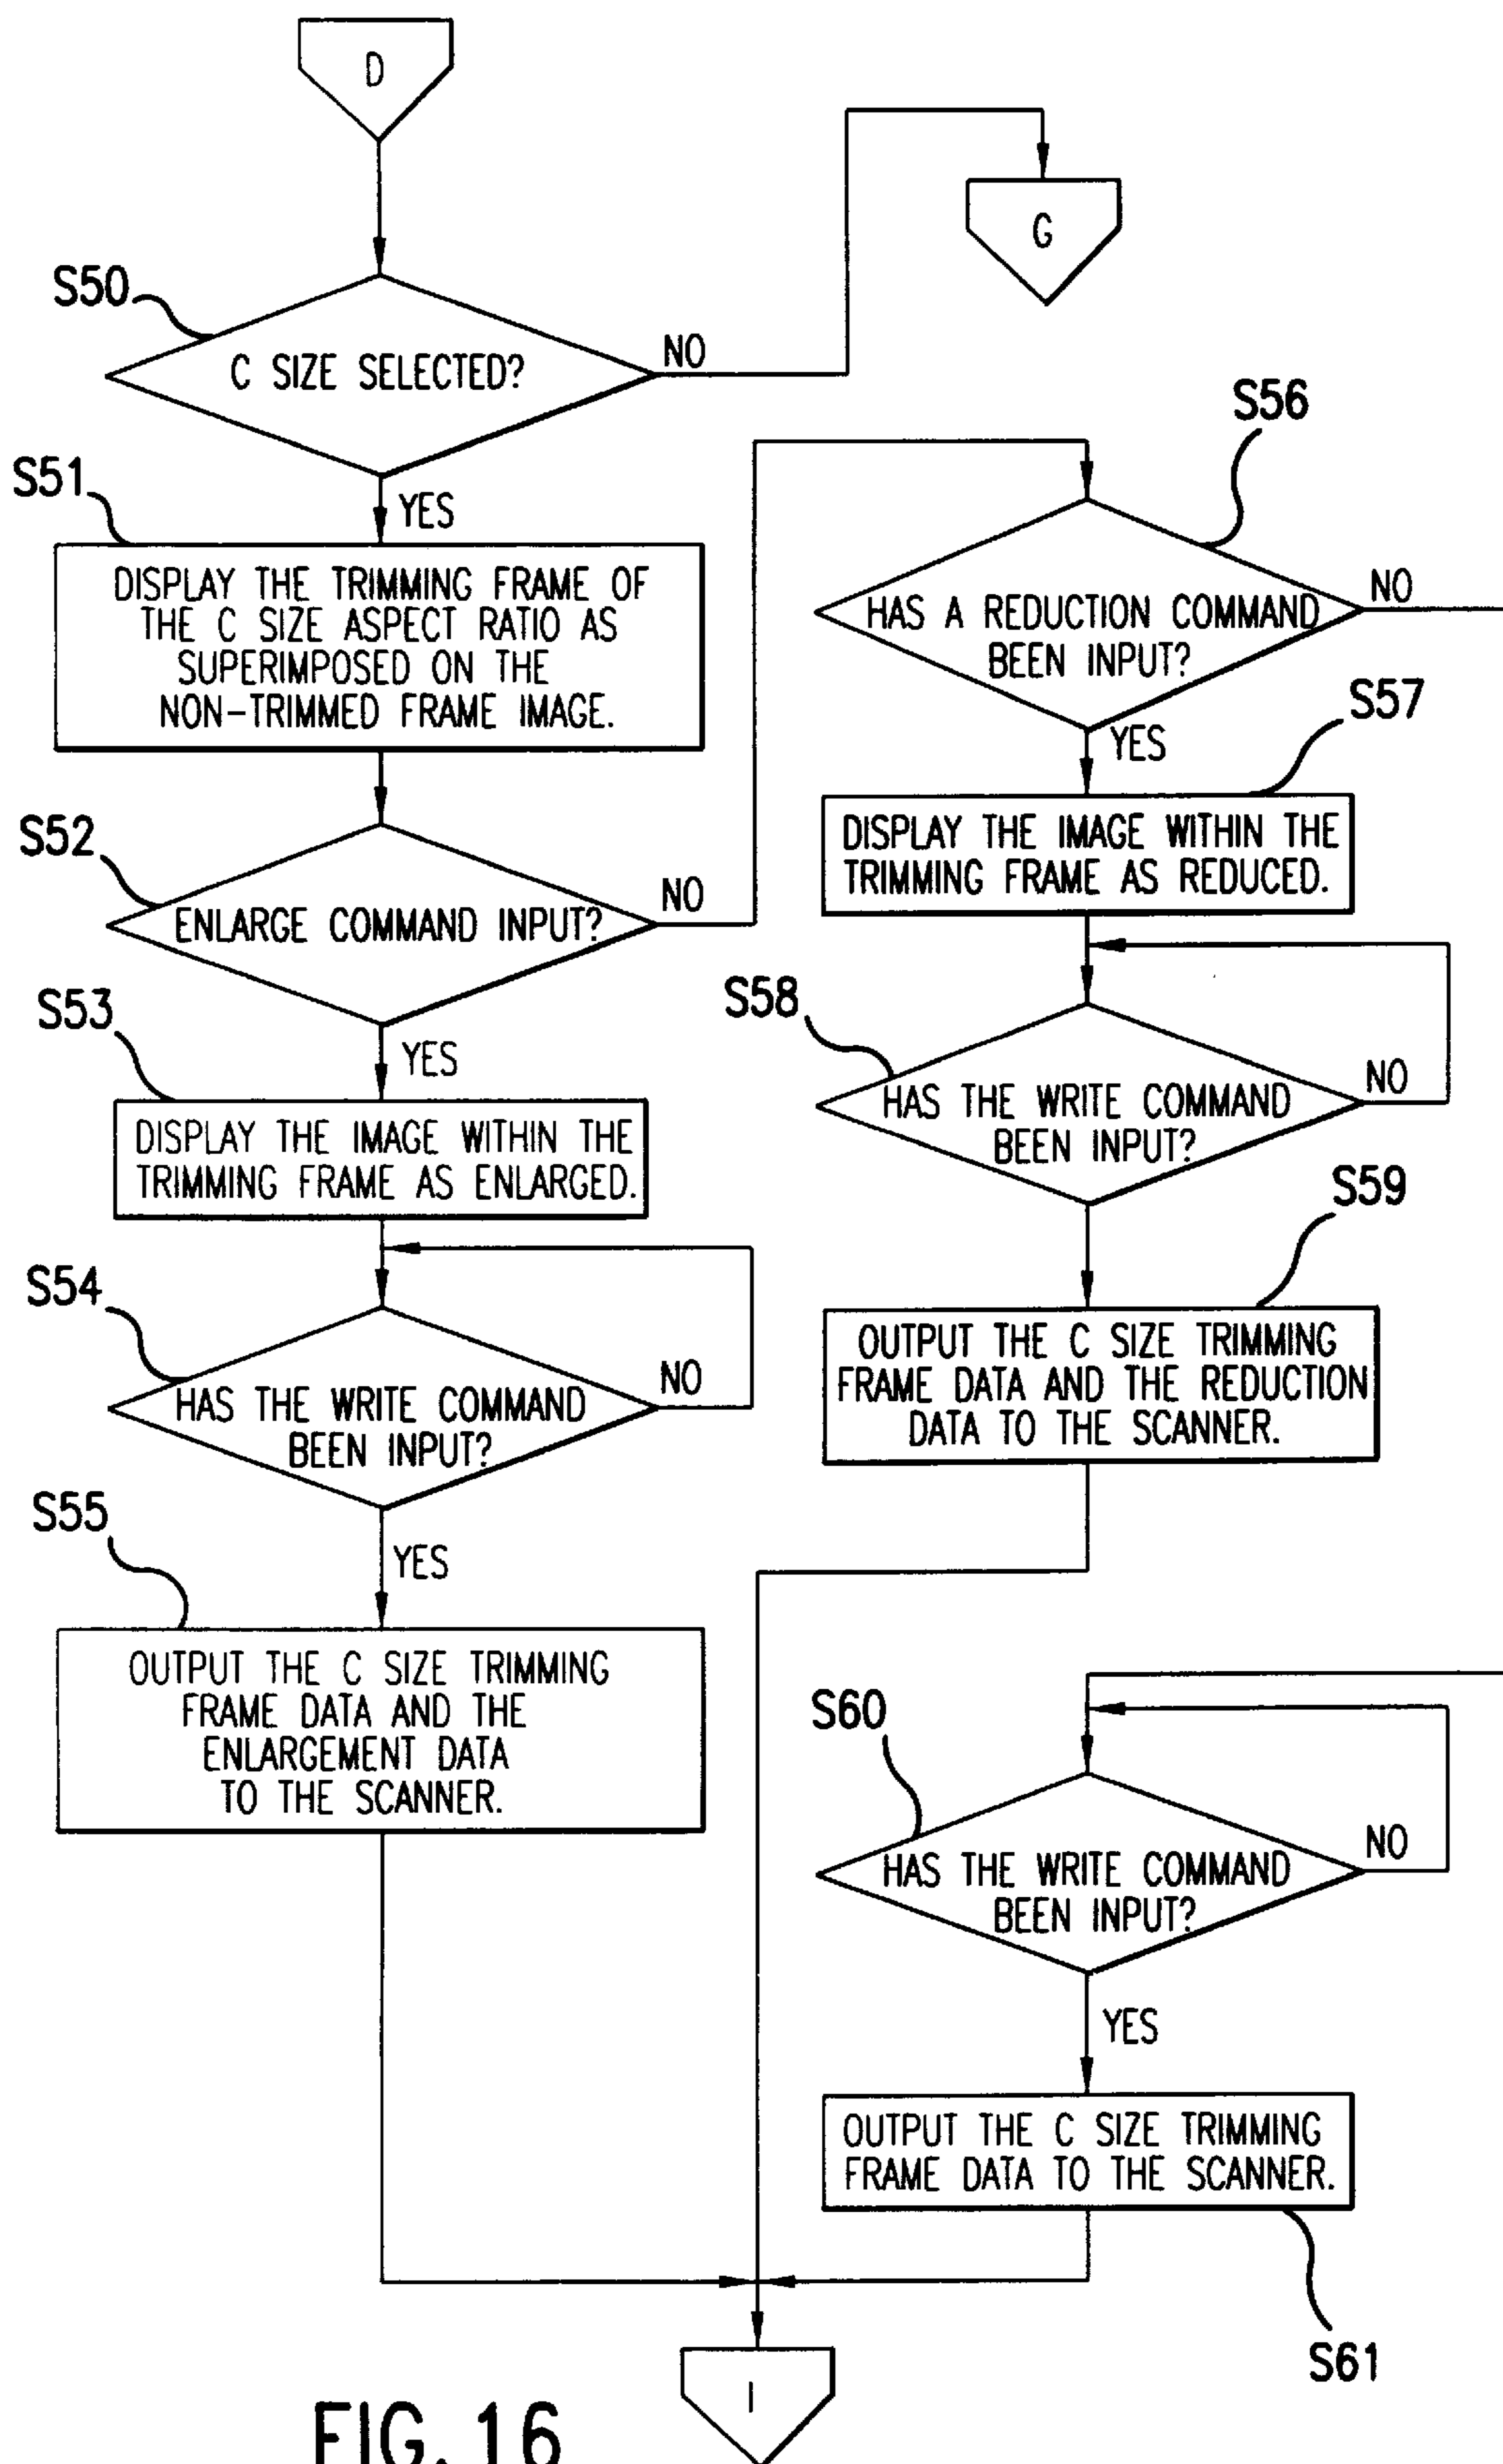 D
G
S50
C SIZE SELECTED?
NO
YES
S51
DISPLAY THE TRIMMING FRAME OF
THE C SIZE ASPECT RATIO AS
SUPERIMPOSED ON THE
NON-TRIMMED FRAME IMAGE.
S52
ENLARGE COMMAND INPUT?
NO
YES
S53
DISPLAY THE IMAGE WITHIN THE
TRIMMING FRAME AS ENLARGED.
S54
HAS THE WRITE COMMAND
BEEN INPUT?
NO
YES
S55
OUTPUT THE C SIZE TRIMMING
FRAME DATA AND THE
ENLARGEMENT DATA
TO THE SCANNER.
S56
HAS A REDUCTION COMMAND
BEEN INPUT?
NO
YES
S57
DISPLAY THE IMAGE WITHIN THE
TRIMMING FRAME AS REDUCED.
S58
HAS THE WRITE COMMAND
BEEN INPUT?
NO
S59
OUTPUT THE C SIZE TRIMMING
FRAME DATA AND THE REDUCTION
DATA TO THE SCANNER.
S60
HAS THE WRITE COMMAND
BEEN INPUT?
NO
YES
OUTPUT THE C SIZE TRIMMING
FRAME DATA TO THE SCANNER.
S61
I
FIG. 16